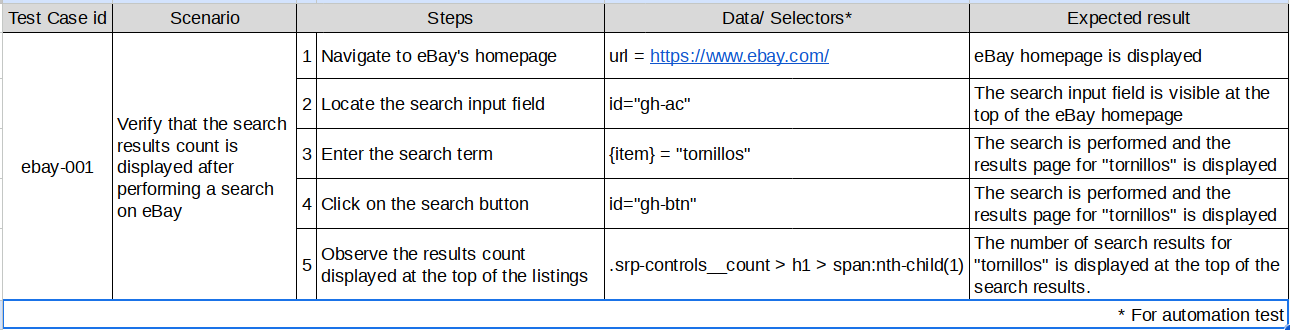 Test Case id Scenario Steps Data/ Selectors* Expected result
ebay-001
Verify that the search
results count is
displayed after
performing a search
on eBay
1 Navigate to eBay's homepage url = https://www.ebay.com/ eBay homepage is displayed
2 Locate the search input field id="gh-ac" The search input field is visible at the
top of the eBay homepage
3 Enter the search term {item} = "tornillos" The search is performed and the
results page for "tornillos" is displayed
4 Click on the search button id="gh-btn" The search is performed and the
results page for "tornillos" is displayed
5 Observe the results count
displayed at the top of the listings
.srp-controls__count > h1 > span:nth-child(1)
The number of search results for
"tornillos" is displayed at the top of the
search results.
* For automation test